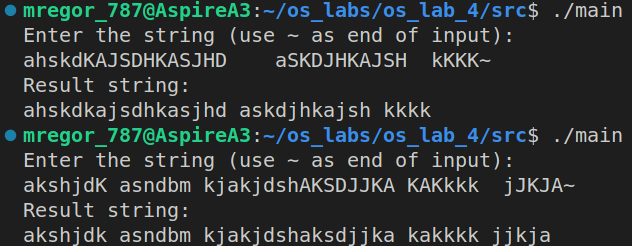 mregor_787@AspireA3:~/os_labs/os_lab_4/src$ ./main
Enter the string (use ~ as end of input):
ahskdKAJSDHKASJHD    aSKDJHKAJSH  kKKK~
Result string:
ahskdkajsdhkasjhd askdjhkajsh kkkk
mregor_787@AspireA3:~/os_labs/os_lab_4/src$ ./main
Enter the string (use ~ as end of input):
akshjdK asndbm kjakjdshAKSDJJKA KAKkkk  jJKJA~
Result string:
akshjdk asndbm kjakjdshaksdjjka kakkkk jjkja